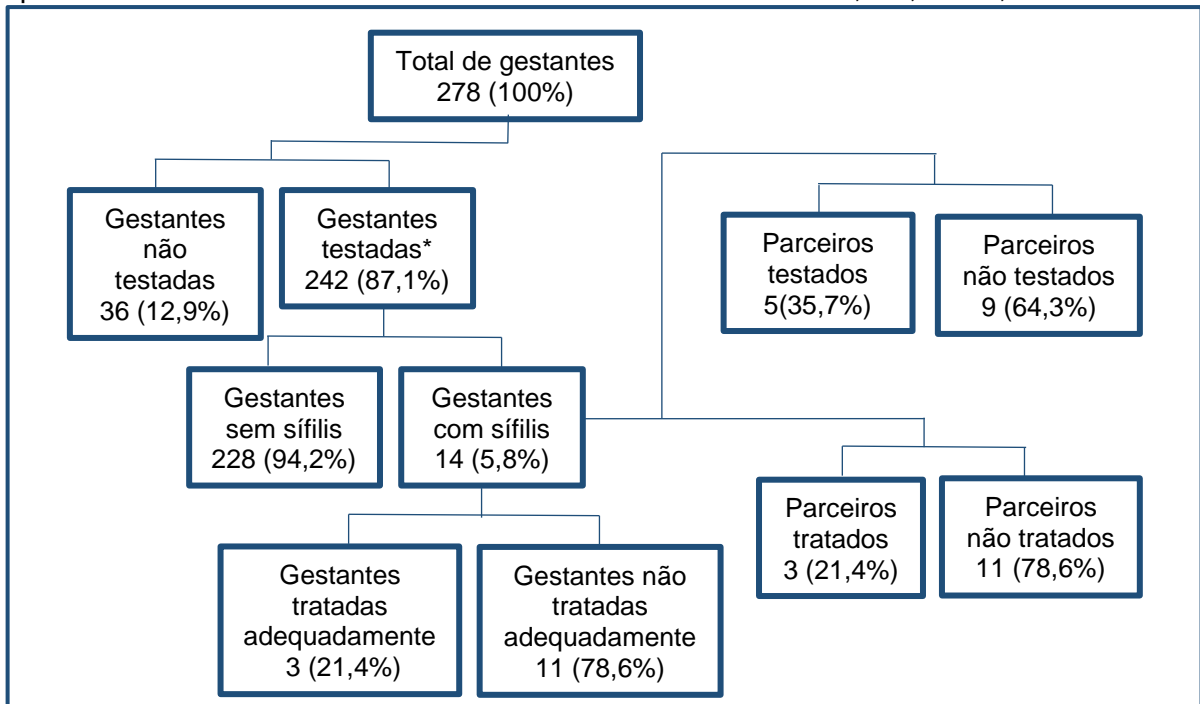 Total de gestantes
278 (100%)
Gestantes
não
testadas
36 (12,9%)
Gestantes
testadas*
242 (87,1%)
Parceiros
testados
5(35,7%)
Parceiros
não testados
9 (64,3%)
Gestantes
sem sífilis
228 (94,2%)
Gestantes
com sífilis
14 (5,8%)
Parceiros
tratados
3 (21,4%)
Parceiros
não tratados
11 (78,6%)
Gestantes
tratadas
adequadamente
3 (21,4%)
Gestantes não
tratadas
adequadamente
11 (78,6%)